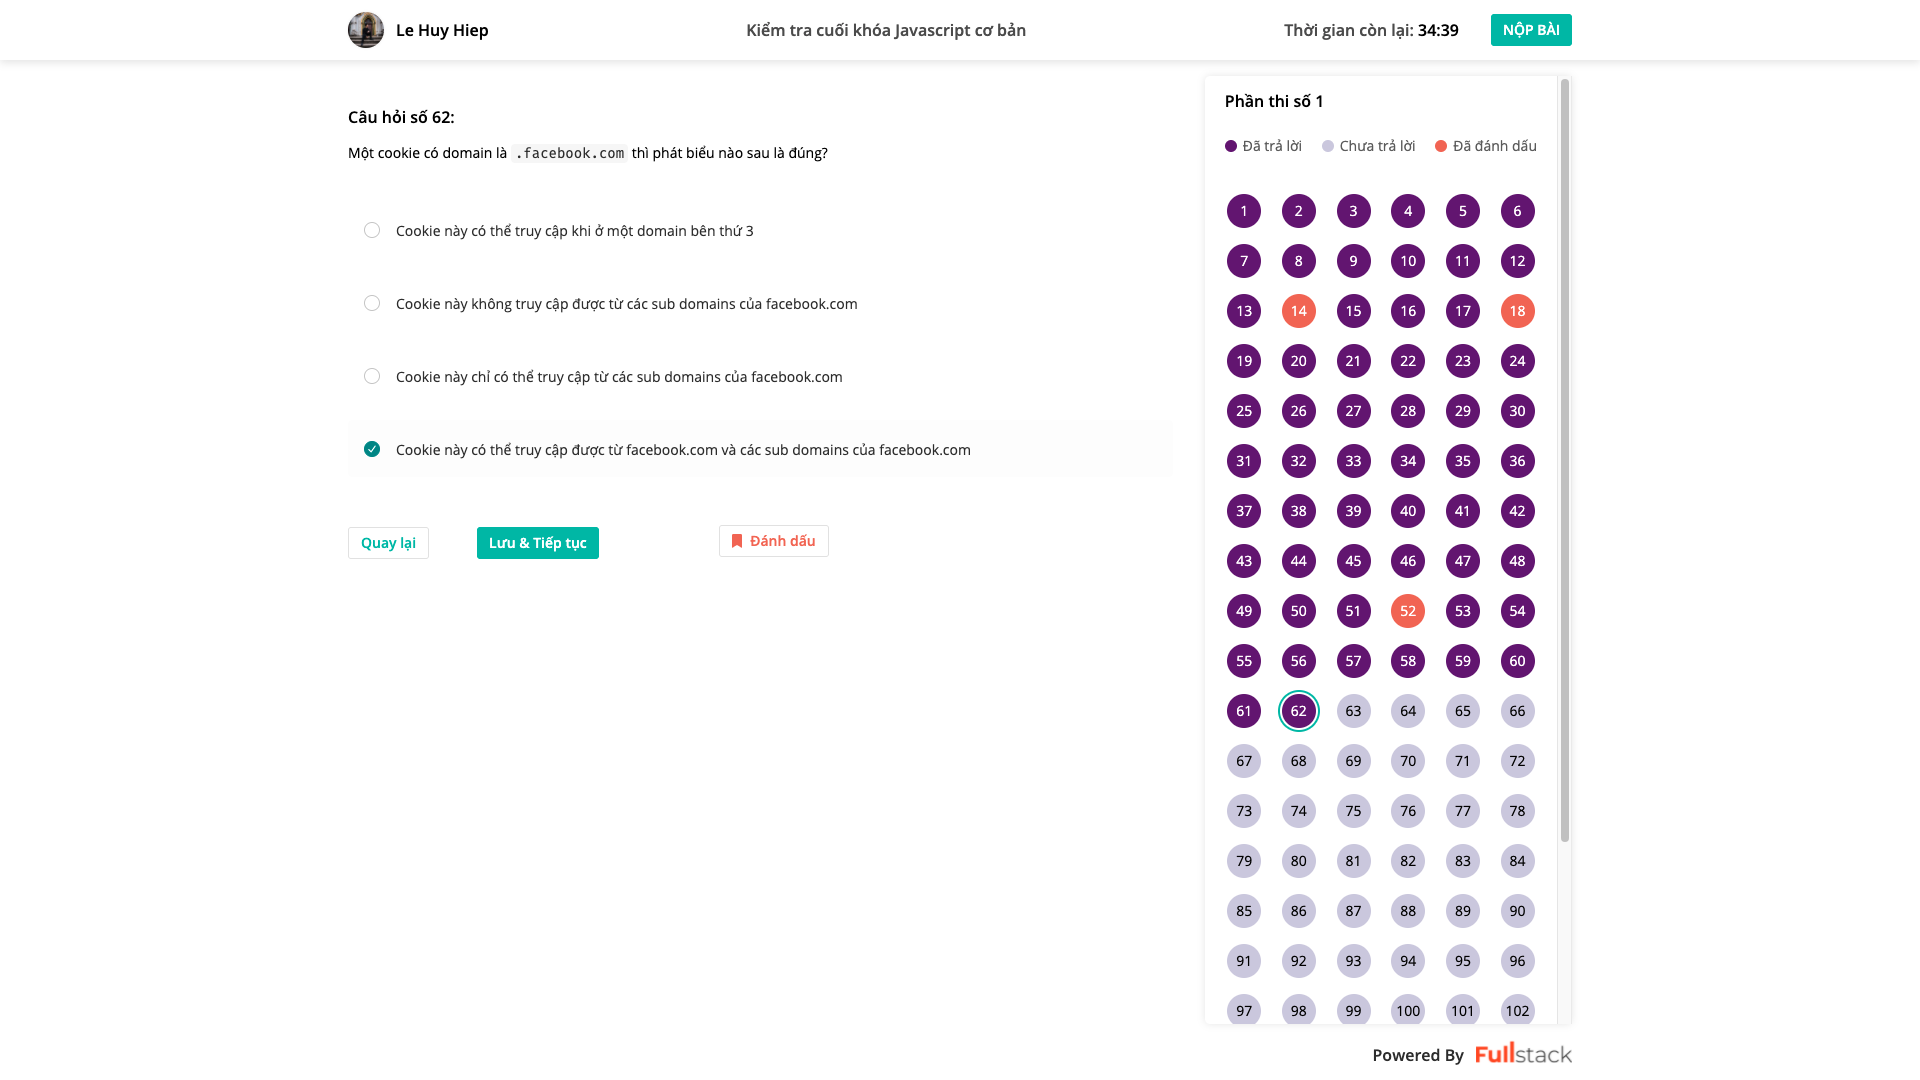 Le Huy Hiep
Kiểm tra cuối khóa Javascript cơ bản
Thời gian còn lại: 34:39
NỘP BÀI
Câu hỏi số 62:
Một cookie có domain là .facebook.com thì phát biểu nào sau là đúng?
Cookie này có thể truy cập khi ở một domain bên thứ 3
Cookie này không truy cập được từ các sub domains của facebook.com
Cookie này chỉ có thể truy cập từ các sub domains của facebook.com
Cookie này có thể truy cập được từ facebook.com và các sub domains của facebook.com
Quay lại
Lưu & Tiếp tục
Đánh dấu
Phần thi số 1
Đã trả lời Chưa trả lời Đã đánh dấu
1 2 3 4 5 6
7 8 9 10 11 12
13 14 15 16 17 18
19 20 21 22 23 24
25 26 27 28 29 30
31 32 33 34 35 36
37 38 39 40 41 42
43 44 45 46 47 48
49 50 51 52 53 54
55 56 57 58 59 60
61 62 63 64 65 66
67 68 69 70 71 72
73 74 75 76 77 78
79 80 81 82 83 84
85 86 87 88 89 90
91 92 93 94 95 96
97 98 99 100 101 102
Powered By Fullstack